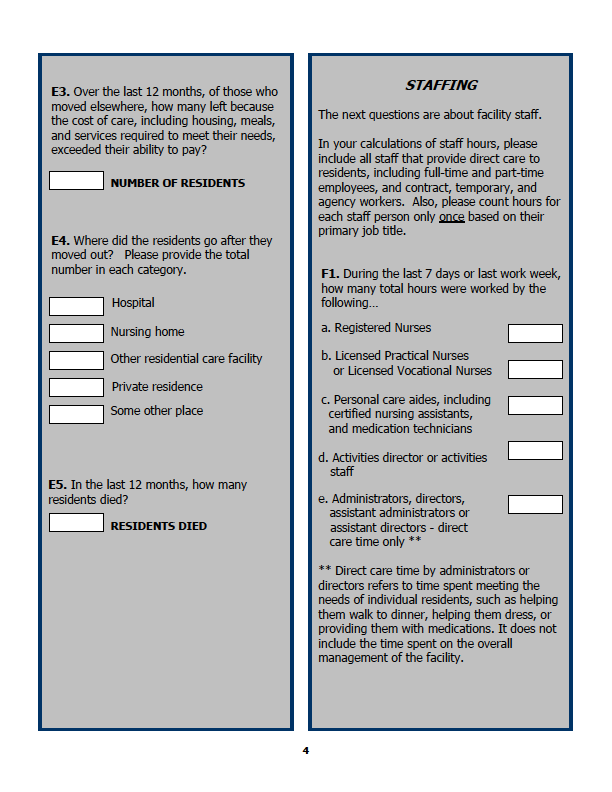 E3. Over the last 12 months, of those who
moved elsewhere, how many left because
the cost of care, including housing, meals,
and services required to meet their needs,
exceeded their ability to pay?
NUMBER OF RESIDENTS
E4. Where did the residents go after they
moved out?   Please provide the total
number in each category.
Hospital
Nursing home
Other residential care facility
Private residence
Some other place
E5. In the last 12 months, how many
residents died?
RESIDENTS DIED
STAFFING
The next questions are about facility staff.
In your calculations of staff hours, please
include all staff that provide direct care to
residents, including full-time and part-time
employees, and contract, temporary, and
agency workers.  Also, please count hours for
each staff person only once based on their
primary job title.
F1. During the last 7 days or last work week,
how many total hours were worked by the
following…
a. Registered Nurses
b. Licensed Practical Nurses
or Licensed Vocational Nurses
c. Personal care aides, including
certified nursing assistants,
and medication technicians
d. Activities director or activities
staff
e. Administrators, directors,
assistant administrators or
assistant directors - direct
care time only **
** Direct care time by administrators or
directors refers to time spent meeting the
needs of individual residents, such as helping
them walk to dinner, helping them dress, or
providing them with medications. It does not
include the time spent on the overall
management of the facility.
4